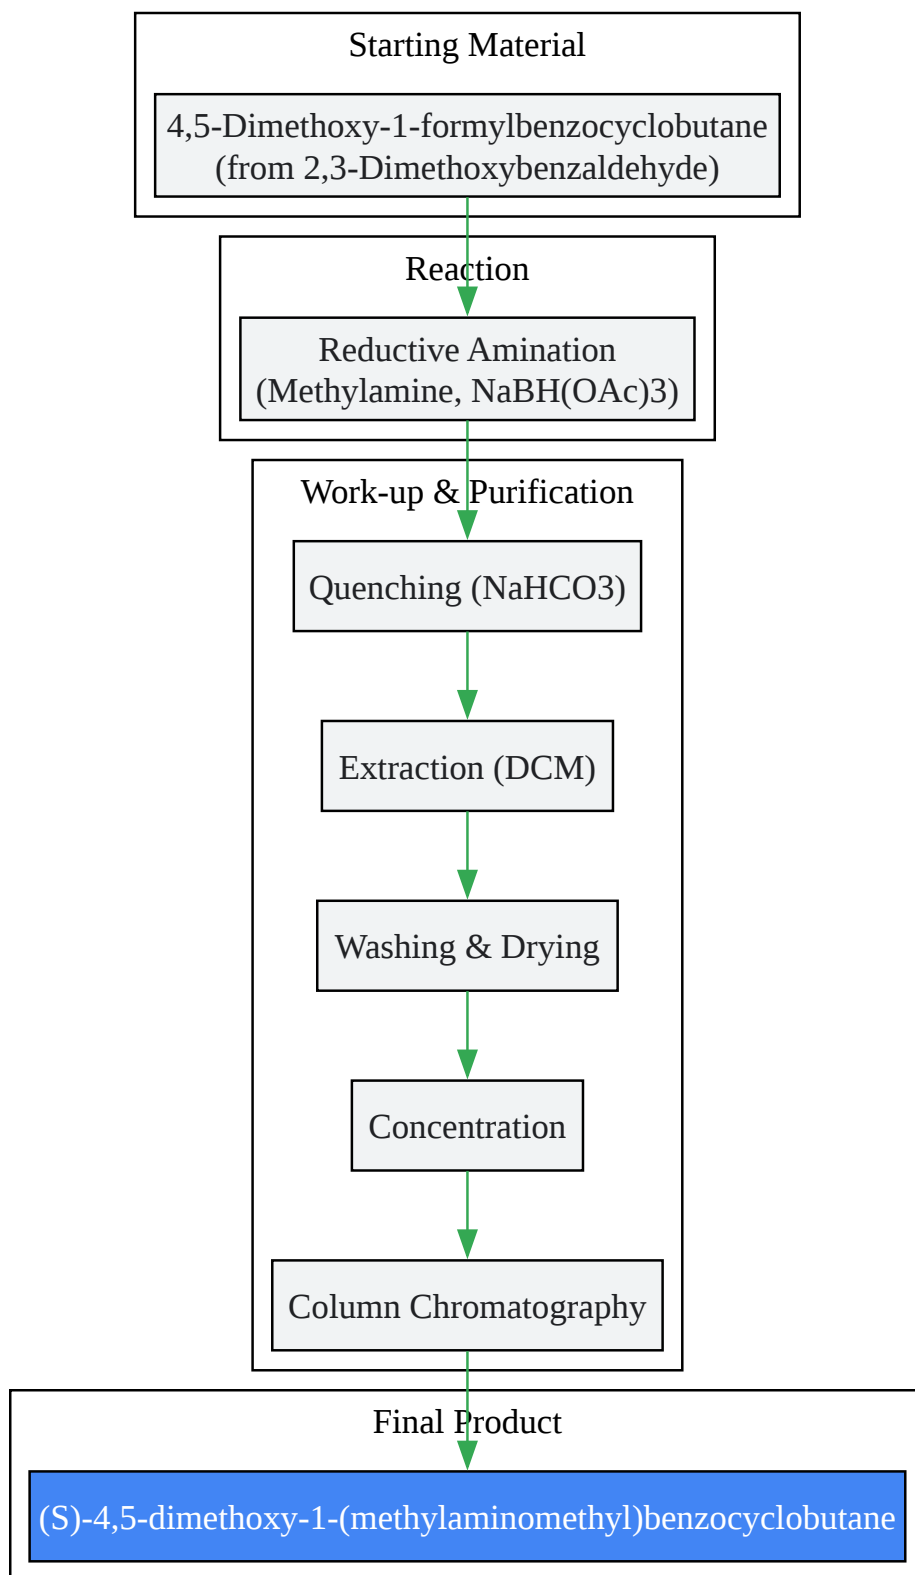 Starting Material
4,5-Dimethoxy-1-formylbenzocyclobutane
(from 2,3-Dimethoxybenzaldehyde)
Reaction
Reductive Amination
(Methylamine, NaBH(OAc)3)
Work-up & Purification
Quenching (NaHCO3)
Extraction (DCM)
Washing & Drying
Concentration
Column Chromatography
Final Product
(S)-4,5-dimethoxy-1-(methylaminomethyl)benzocyclobutane